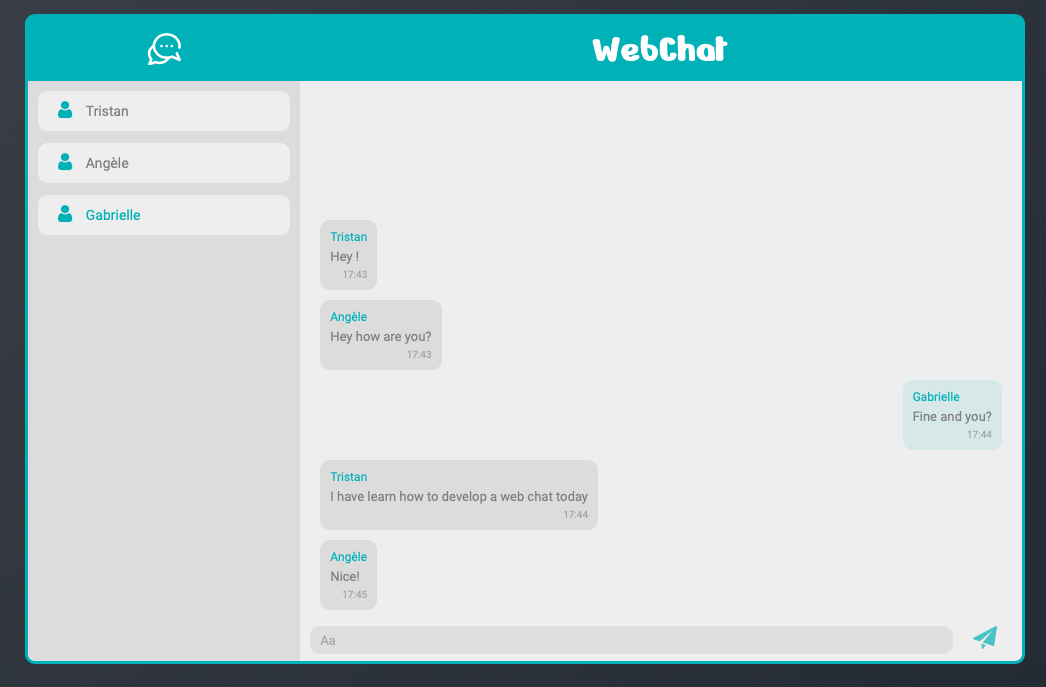 WebChat
Tristan
Angèle
Gabrielle
Tristan
Hey !
17:43
Angèle
Hey how are you?
17:43
Gabrielle
Fine and you?
17:44
Tristan
I have learn how to develop a web chat today
17:44
Angèle
Nice!
17:45
Aa